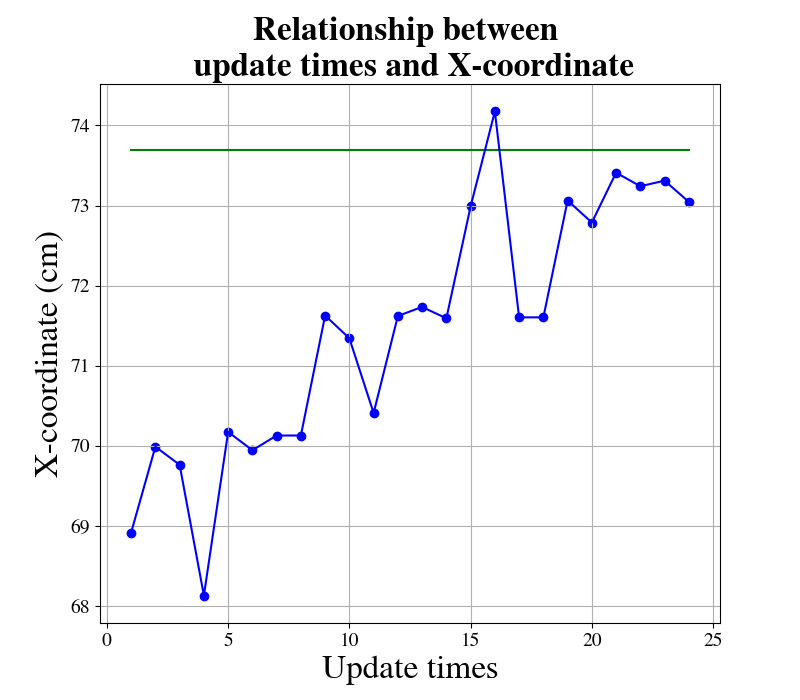 Relationship between
update times and X-coordinate
74
73
72
71
70
69
68
X-coordinate (cm)
0 5 10 15 20 25
Update times